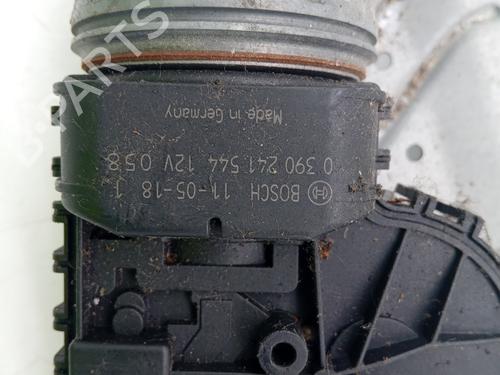 BOSCH 11-05-18 1
0 390 241 544 12V 058
Made in Germany
B-PARTS